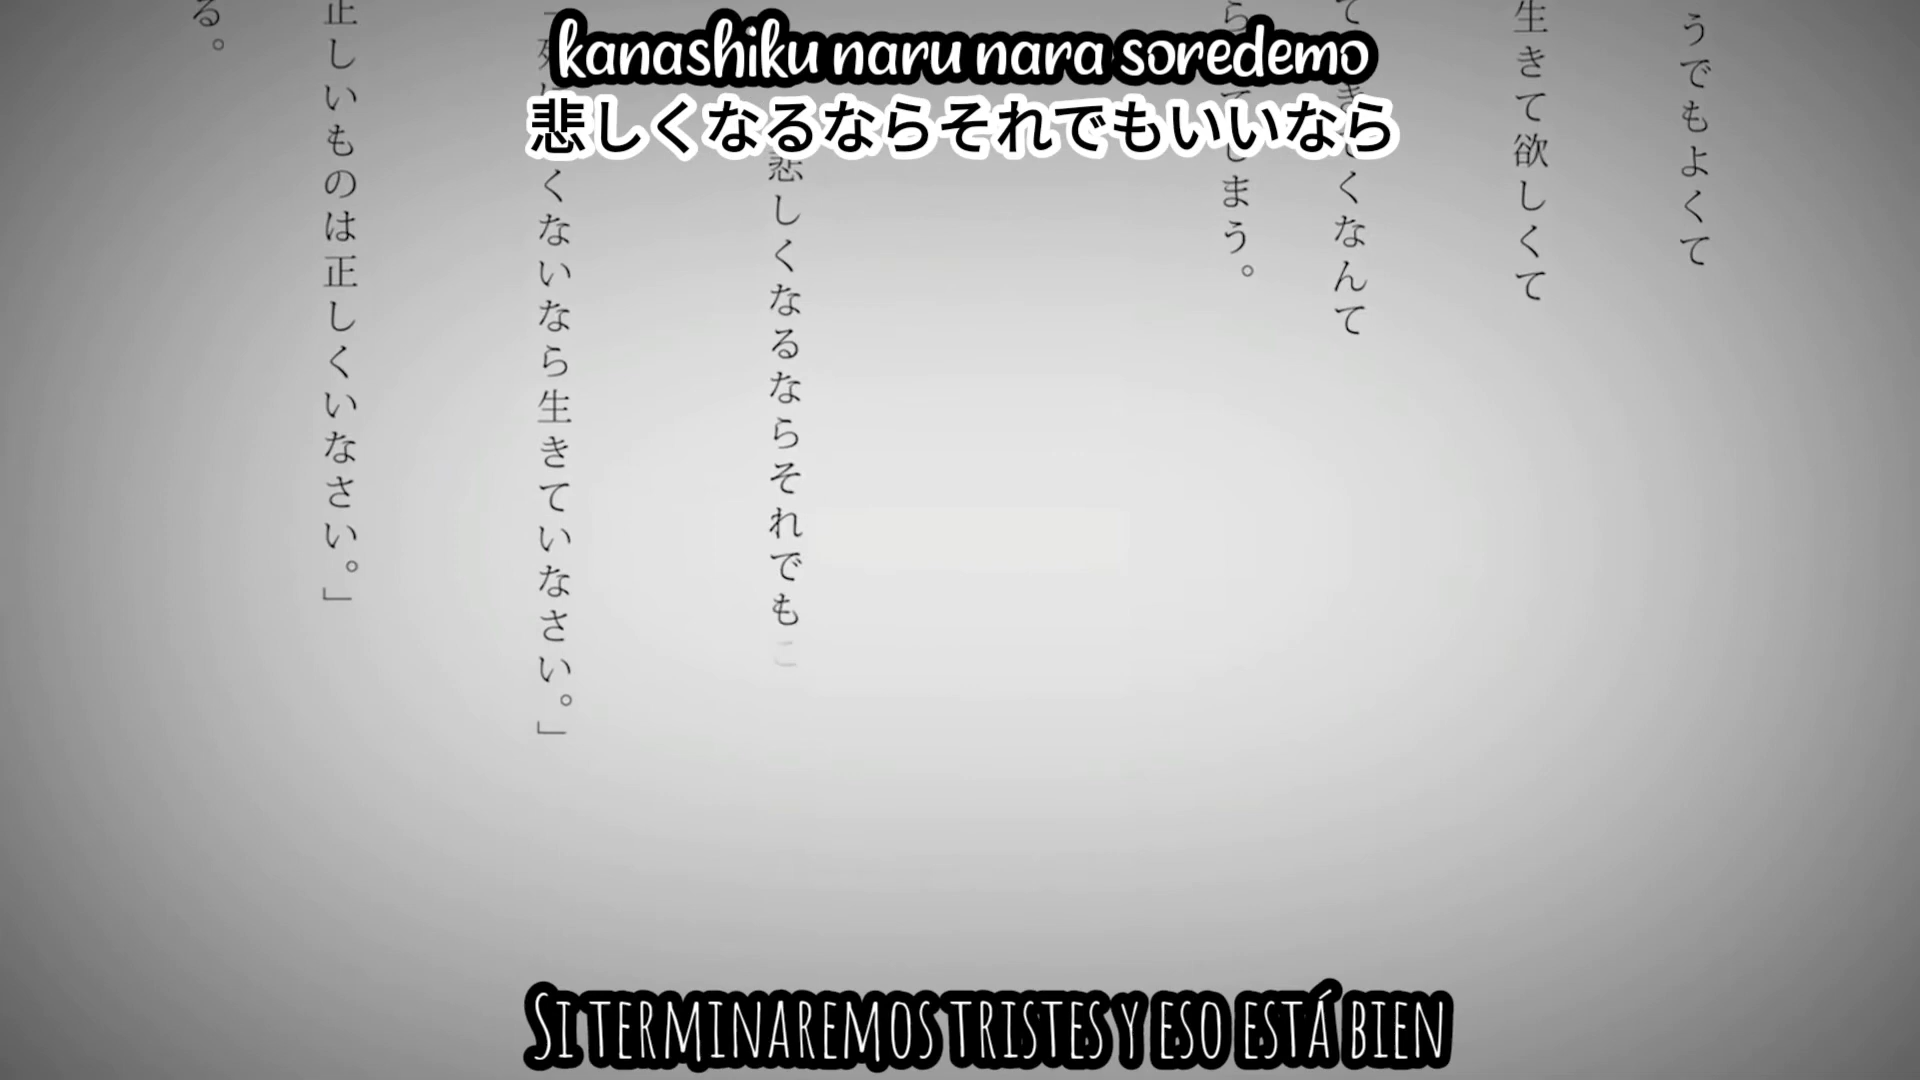 kanashiku naru nara soredemo
悲しくなるならそれでもいいなら
うでもよくて
生きて欲しくて
くなんて
しまう。
悲しくなるならそれでもこ
くないなら生きていなさい。」
正しいものは正しくいなさい。」
る。
Si terminaremos tristes y eso está bien